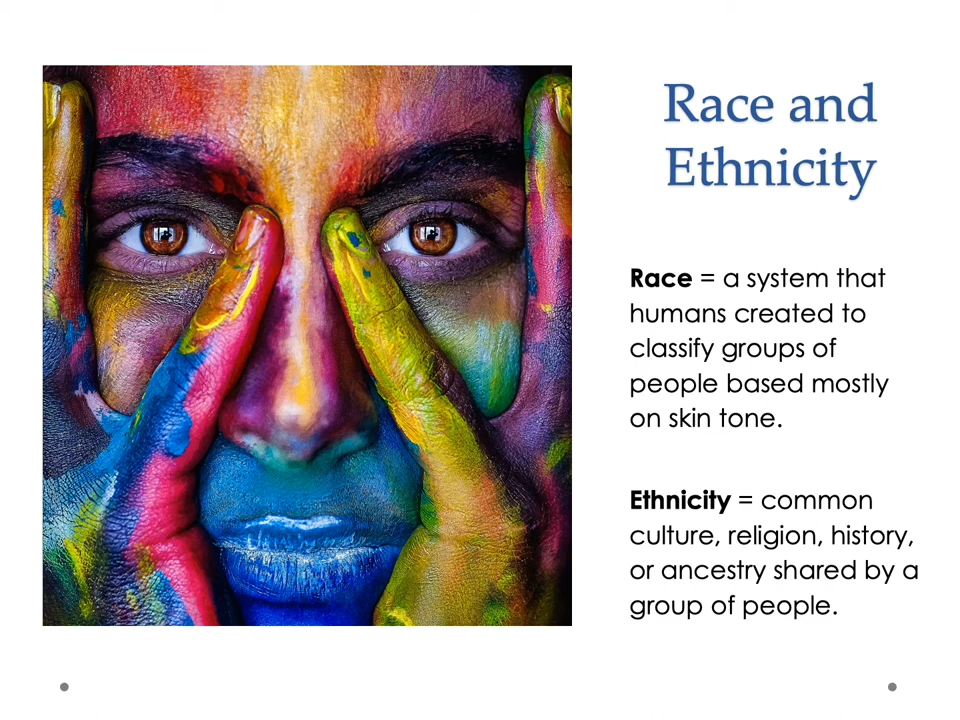 Race and
Ethnicity
Race = a system that
humans created to
classify groups of
people based mostly
on skin tone.
Ethnicity = common
culture, religion, history,
or ancestry shared by a
group of people.